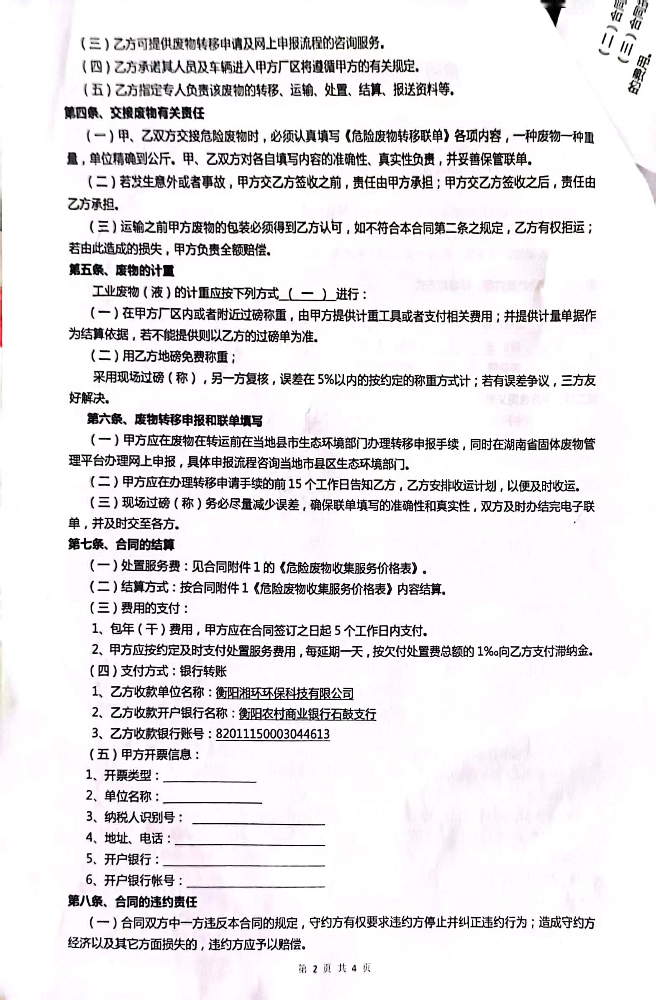 （三）乙方可提供废物转移申请及网上申报流程的咨询服务。
（四）乙方承诺其人员及车辆进入甲方厂区将遵循甲方的有关规定。
（五）乙方指定专人负责该废物的转移、运输、处置、结算、报送资料等。
第四条、交接废物有关责任
（一）甲、乙双方交接危险废物时，必须认真填写《危险废物转移联单》各项内容，一种废物一种重
量，单位精确到公斤。甲、乙双方对各自填写内容的准确性、真实性负责，并妥善保管联单。
（二）若发生意外或者事故，甲方交乙方签收之前，责任由甲方承担；甲方交乙方签收之后，责任由
乙方承担。
（三）运输之前甲方废物的包装必须得到乙方认可，如不符合本合同第二条之规定，乙方有权拒运；
若由此造成的损失，甲方负责全额赔偿。
第五条、废物的计重
工业废物（液）的计重应按下列方式（ 一 ）进行：
（一）在甲方厂区内或者附近过磅称重，由甲方提供计重工具或者支付相关费用；并提供计量单据作
为结算依据，若不能提供则以乙方的过磅单为准。
（二）用乙方地磅免费称重；
采用现场过磅（称），另一方复核，误差在 5%以内的按约定的称重方式计；若有误差争议，三方友
好解决。
第六条、废物转移申报和联单填写
（一）甲方应在废物在转运前在当地县市生态环境部门办理转移申报手续，同时在湖南省固体废物管
理平台办理网上申报，具体申报流程咨询当地市县区生态环境部门。
（二）甲方应在办理转移申请手续的前 15 个工作日告知乙方，乙方安排收运计划，以便及时收运。
（三）现场过磅（称）务必尽量减少误差，确保联单填写的准确性和真实性，双方及时办结完电子联
单，并及时交至各方。
第七条、合同的结算
（一）处置服务费：见合同附件 1 的《危险废物收集服务价格表》。
（二）结算方式：按合同附件 1《危险废物收集服务价格表》内容结算。
（三）费用的支付：
1、包年（干）费用，甲方应在合同签订之日起 5 个工作日内支付。
2、甲方应按约定及时支付处置服务费用，每延期一天，按欠付处置费总额的 1‰向乙方支付滞纳金。
（四）支付方式：银行转账
1、乙方收款单位名称：衡阳湘环环保科技有限公司
2、乙方收款开户银行名称：衡阳农村商业银行石鼓支行
3、乙方收款银行账号：82011150003044613
（五）甲方开票信息：
1、开票类型：
2、单位名称：
3、纳税人识别号：
4、地址、电话：
5、开户银行：
6、开户银行帐号：
第八条、合同的违约责任
（一）合同双方中一方违反本合同的规定，守约方有权要求违约方停止并纠正违约行为；造成守约方
经济以及其它方面损失的，违约方应予以赔偿。
第 2 页 共 4 页
（二）合同
（三）合同
的费用。